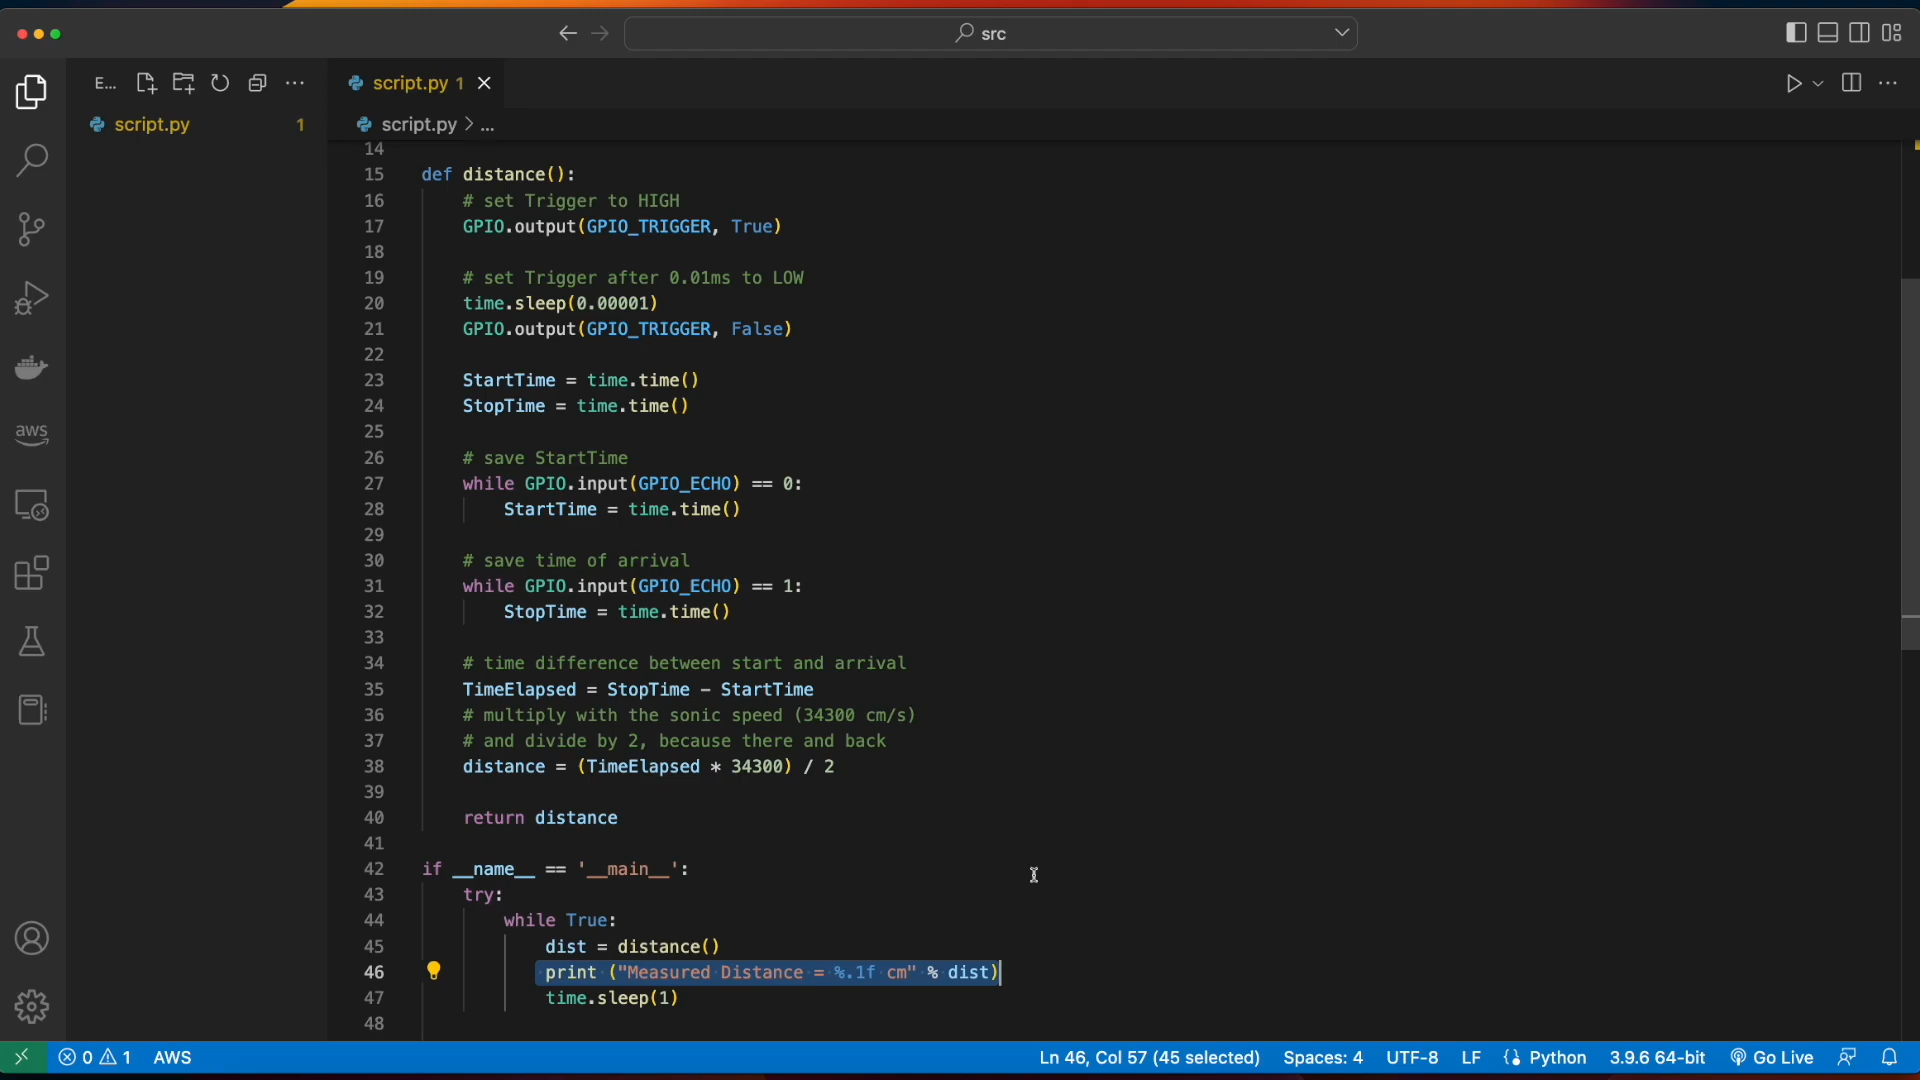 src
E...
script.py 1
script.py 1
script.py > ...
14
15 def distance():
16     # set Trigger to HIGH
17     GPIO.output(GPIO_TRIGGER, True)
18
19     # set Trigger after 0.01ms to LOW
20     time.sleep(0.00001)
21     GPIO.output(GPIO_TRIGGER, False)
22
23     StartTime = time.time()
24     StopTime = time.time()
25
26     # save StartTime
27     while GPIO.input(GPIO_ECHO) == 0:
28         StartTime = time.time()
29
30     # save time of arrival
31     while GPIO.input(GPIO_ECHO) == 1:
32         StopTime = time.time()
33
34     # time difference between start and arrival
35     TimeElapsed = StopTime - StartTime
36     # multiply with the sonic speed (34300 cm/s)
37     # and divide by 2, because there and back
38     distance = (TimeElapsed * 34300) / 2
39
40     return distance
41
42 if __name__ == '__main__':
43     try:
44         while True:
45             dist = distance()
46             print ("Measured Distance = %.1f cm" % dist)
47             time.sleep(1)
48
aws
0 1 AWS Ln 46, Col 57 (45 selected) Spaces: 4 UTF-8 LF Python 3.9.6 64-bit Go Live